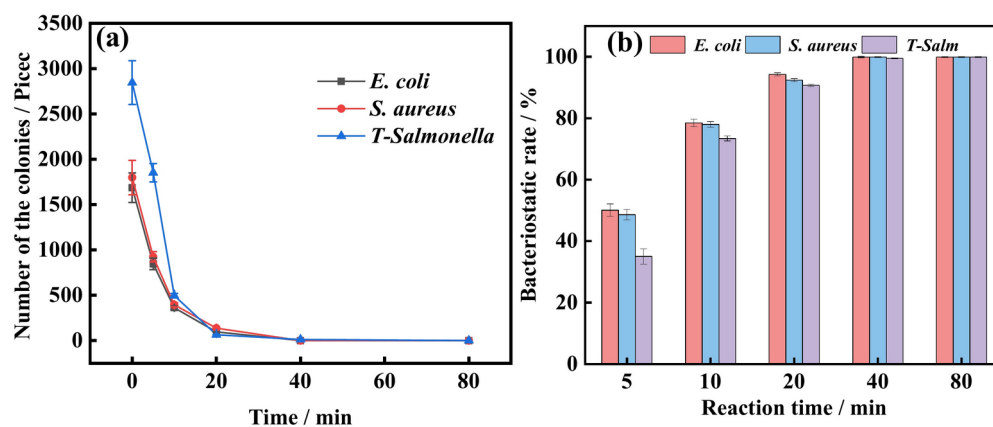 (a)
Number of the colonies / Picec
3500
3000
2500
2000
1500
1000
500
0
E. coli
S. aureus
T-Salmonella
0 20 40 60 80
Time / min
(b)
E. coli S. aureus T-Salm
Bacteriostatic rate / %
100
80
60
40
20
0
5 10 20 40 80
Reaction time / min